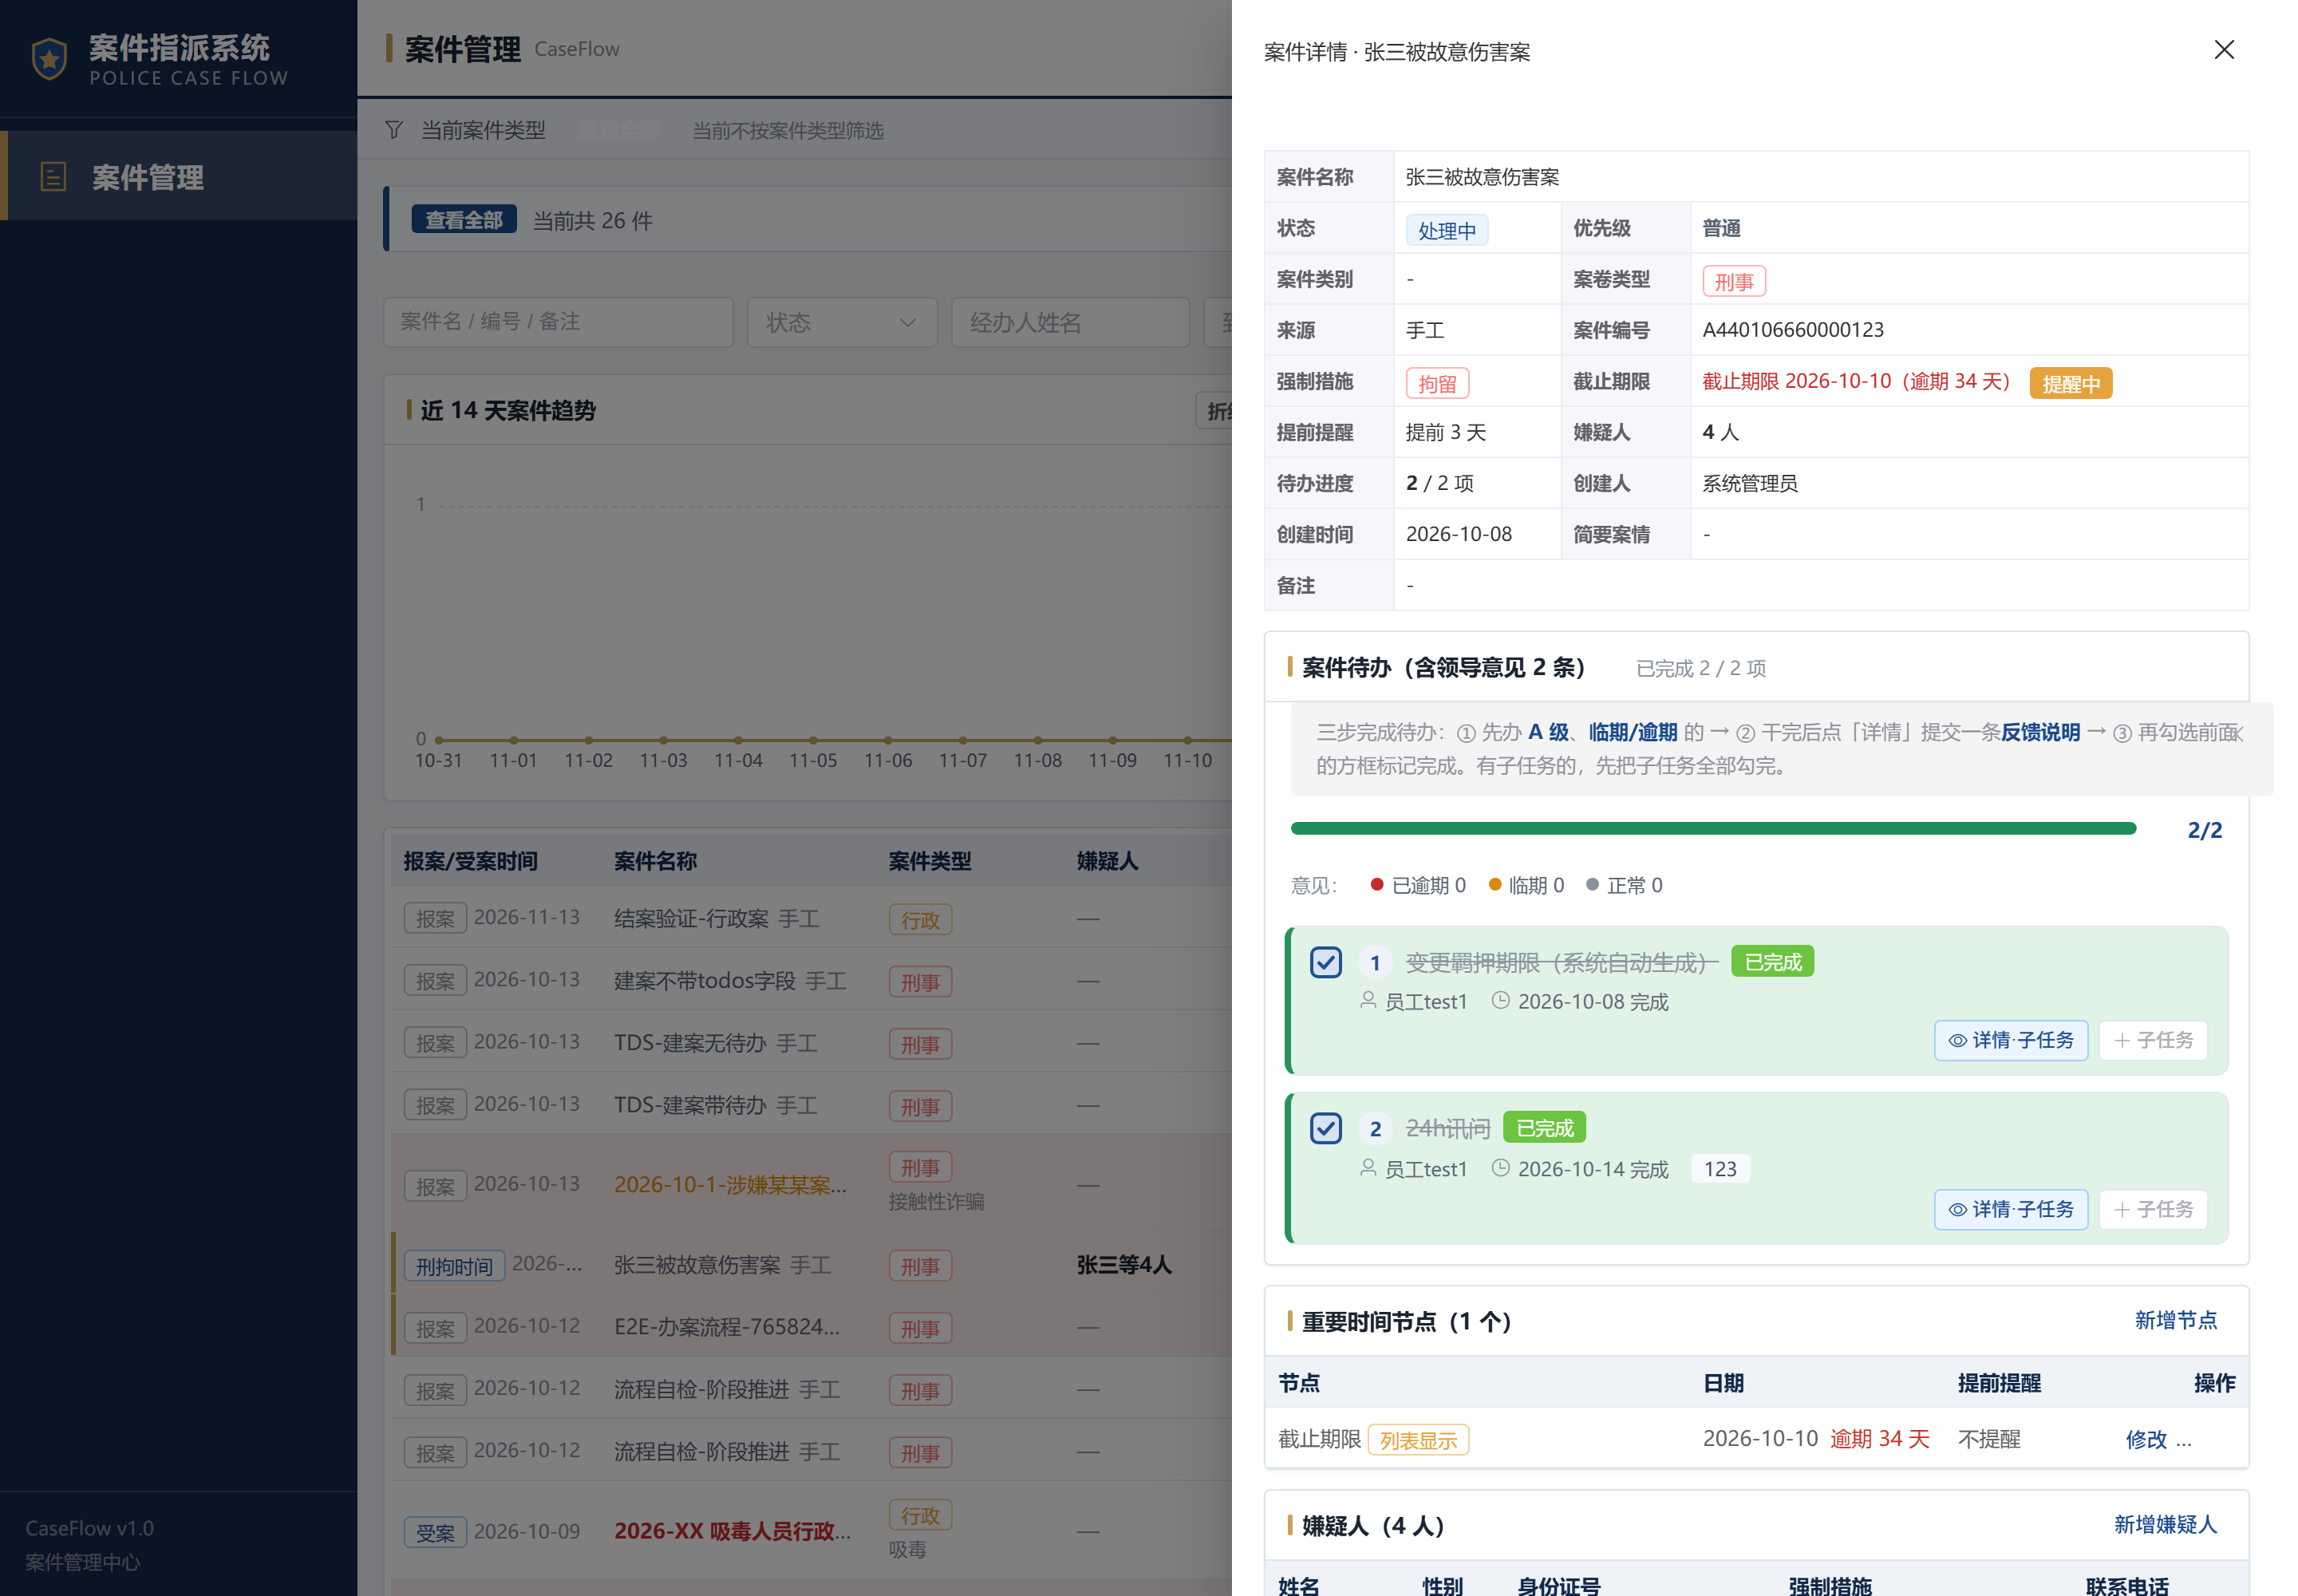 案件指派系统
POLICE CASE FLOW
案件管理
CaseFlow v1.0
案件管理中心
案件管理 CaseFlow
当前案件类型 查看全部 当前不按案件类型筛选
查看全部 当前共 26 件
案件名 / 编号 / 备注 状态 经办人姓名
近 14 天案件趋势
1
0
10-31 11-01 11-02 11-03 11-04 11-05 11-06 11-07 11-08 11-09 11-10
报案/受案时间 案件名称 案件类型 嫌疑人
报案 2026-11-13 结案验证-行政案 手工 行政 —
报案 2026-10-13 建案不带todos字段 手工 刑事 —
报案 2026-10-13 TDS-建案无待办 手工 刑事 —
报案 2026-10-13 TDS-建案带待办 手工 刑事 —
报案 2026-10-13 2026-10-1-涉嫌某某案... 刑事 —
接触性诈骗
刑拘时间 2026-... 张三被故意伤害案 手工 刑事 张三等4人
报案 2026-10-12 E2E-办案流程-765824... 刑事 —
报案 2026-10-12 流程自检-阶段推进 手工 刑事 —
报案 2026-10-12 流程自检-阶段推进 手工 刑事 —
受案 2026-10-09 2026-XX 吸毒人员行政... 行政 —
吸毒
案件详情 · 张三被故意伤害案
案件名称 张三被故意伤害案
状态 处理中 优先级 普通
案件类别 - 案卷类型 刑事
来源 手工 案件编号 A440106660000123
强制措施 拘留 截止期限 截止期限 2026-10-10（逾期 34 天） 提醒中
提前提醒 提前 3 天 嫌疑人 4 人
待办进度 2 / 2 项 创建人 系统管理员
创建时间 2026-10-08 简要案情 -
备注 -
案件待办（含领导意见 2 条） 已完成 2 / 2 项
三步完成待办：① 先办 A 级、临期/逾期 的 → ② 干完后点「详情」提交一条反馈说明 → ③ 再勾选前面
的方框标记完成。有子任务的，先把子任务全部勾完。
2/2
意见： 已逾期 0 临期 0 正常 0
1 变更羁押期限（系统自动生成） 已完成
员工test1 2026-10-08 完成
详情·子任务 + 子任务
2 24h讯问 已完成
员工test1 2026-10-14 完成 123
详情·子任务 + 子任务
重要时间节点（1 个） 新增节点
节点 日期 提前提醒 操作
截止期限 列表显示 2026-10-10 逾期 34 天 不提醒 修改 ...
嫌疑人（4 人） 新增嫌疑人
姓名 性别 身份证号 强制措施 联系电话